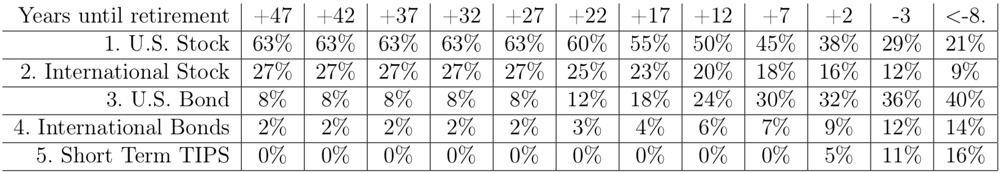 Years until retirement +47 +42 +37 +32 +27 +22 +17 +12 +7 +2 -3 <-8.
1. U.S. Stock 63% 63% 63% 63% 63% 60% 55% 50% 45% 38% 29% 21%
2. International Stock 27% 27% 27% 27% 27% 25% 23% 20% 18% 16% 12% 9%
3. U.S. Bond 8% 8% 8% 8% 8% 12% 18% 24% 30% 32% 36% 40%
4. International Bonds 2% 2% 2% 2% 2% 3% 4% 6% 7% 9% 12% 14%
5. Short Term TIPS 0% 0% 0% 0% 0% 0% 0% 0% 0% 5% 11% 16%